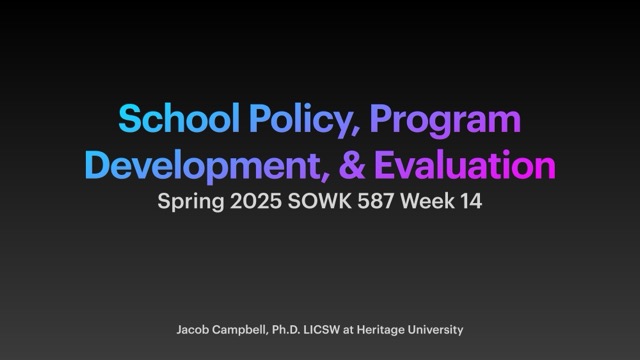 School Policy, Program
Development, & Evaluation
Spring 2025 SOWK 587 Week 14
Jacob Campbell, Ph.D. LICSW at Heritage University